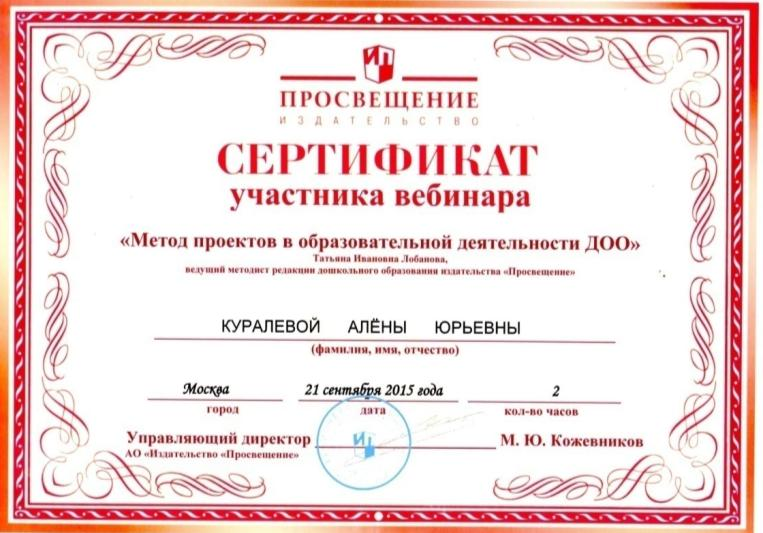 ИП
ПРОСВЕЩЕНИЕ
ИЗДАТЕЛЬСТВО
СЕРТИФИКАТ
участника вебинара
«Метод проектов в образовательной деятельности ДОО»
Татьяна Ивановна Лобанова,
ведущий методист редакции дошкольного образования издательства «Просвещение»
КУРАЛЕВОЙ АЛЁНЫ ЮРЬЕВНЫ
(фамилия, имя, отчество)
Москва 21 сентября 2015 года 2
город дата кол-во часов
Управляющий директор М. Ю. Кожевников
АО «Издательство «Просвещение»
ИП